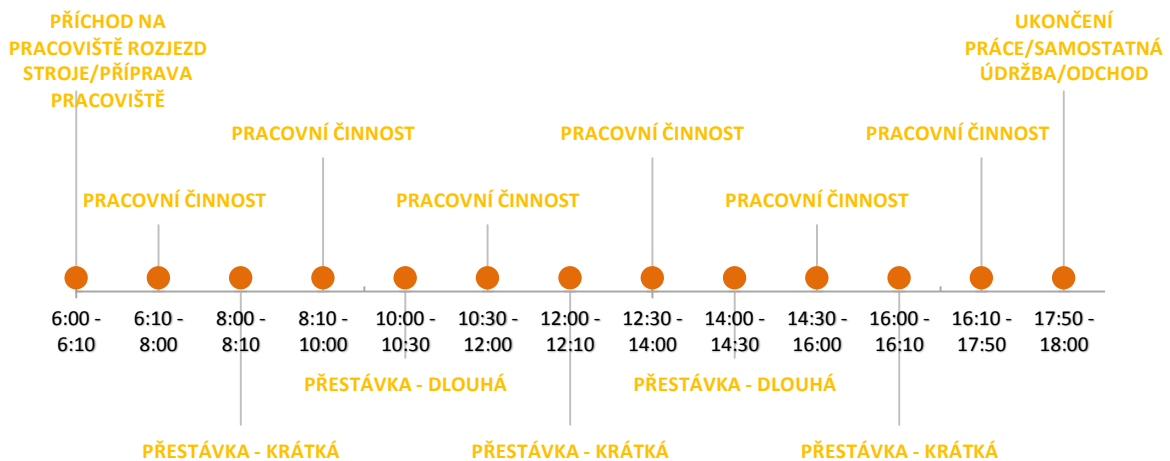 PŘÍCHOD NA
PRACOVIŠTĚ ROZJEZD
STROJE/PŘÍPRAVA
PRACOVIŠTĚ
UKONČENÍ
PRÁCE/SAMOSTATNÁ
ÚDRŽBA/ODCHOD
PRACOVNÍ ČINNOST
PRACOVNÍ ČINNOST
PRACOVNÍ ČINNOST
PRACOVNÍ ČINNOST
PRACOVNÍ ČINNOST
PRACOVNÍ ČINNOST
6:00 -
6:10
6:10 -
8:00
8:00 -
8:10
8:10 -
10:00
10:00 -
10:30
10:30 -
12:00
12:00 -
12:10
12:30 -
14:00
14:00 -
14:30
14:30 -
16:00
16:00 -
16:10
16:10 -
17:50
17:50 -
18:00
PŘESTÁVKA - DLOUHÁ
PŘESTÁVKA - DLOUHÁ
PŘESTÁVKA - KRÁTKÁ
PŘESTÁVKA - KRÁTKÁ
PŘESTÁVKA - KRÁTKÁ